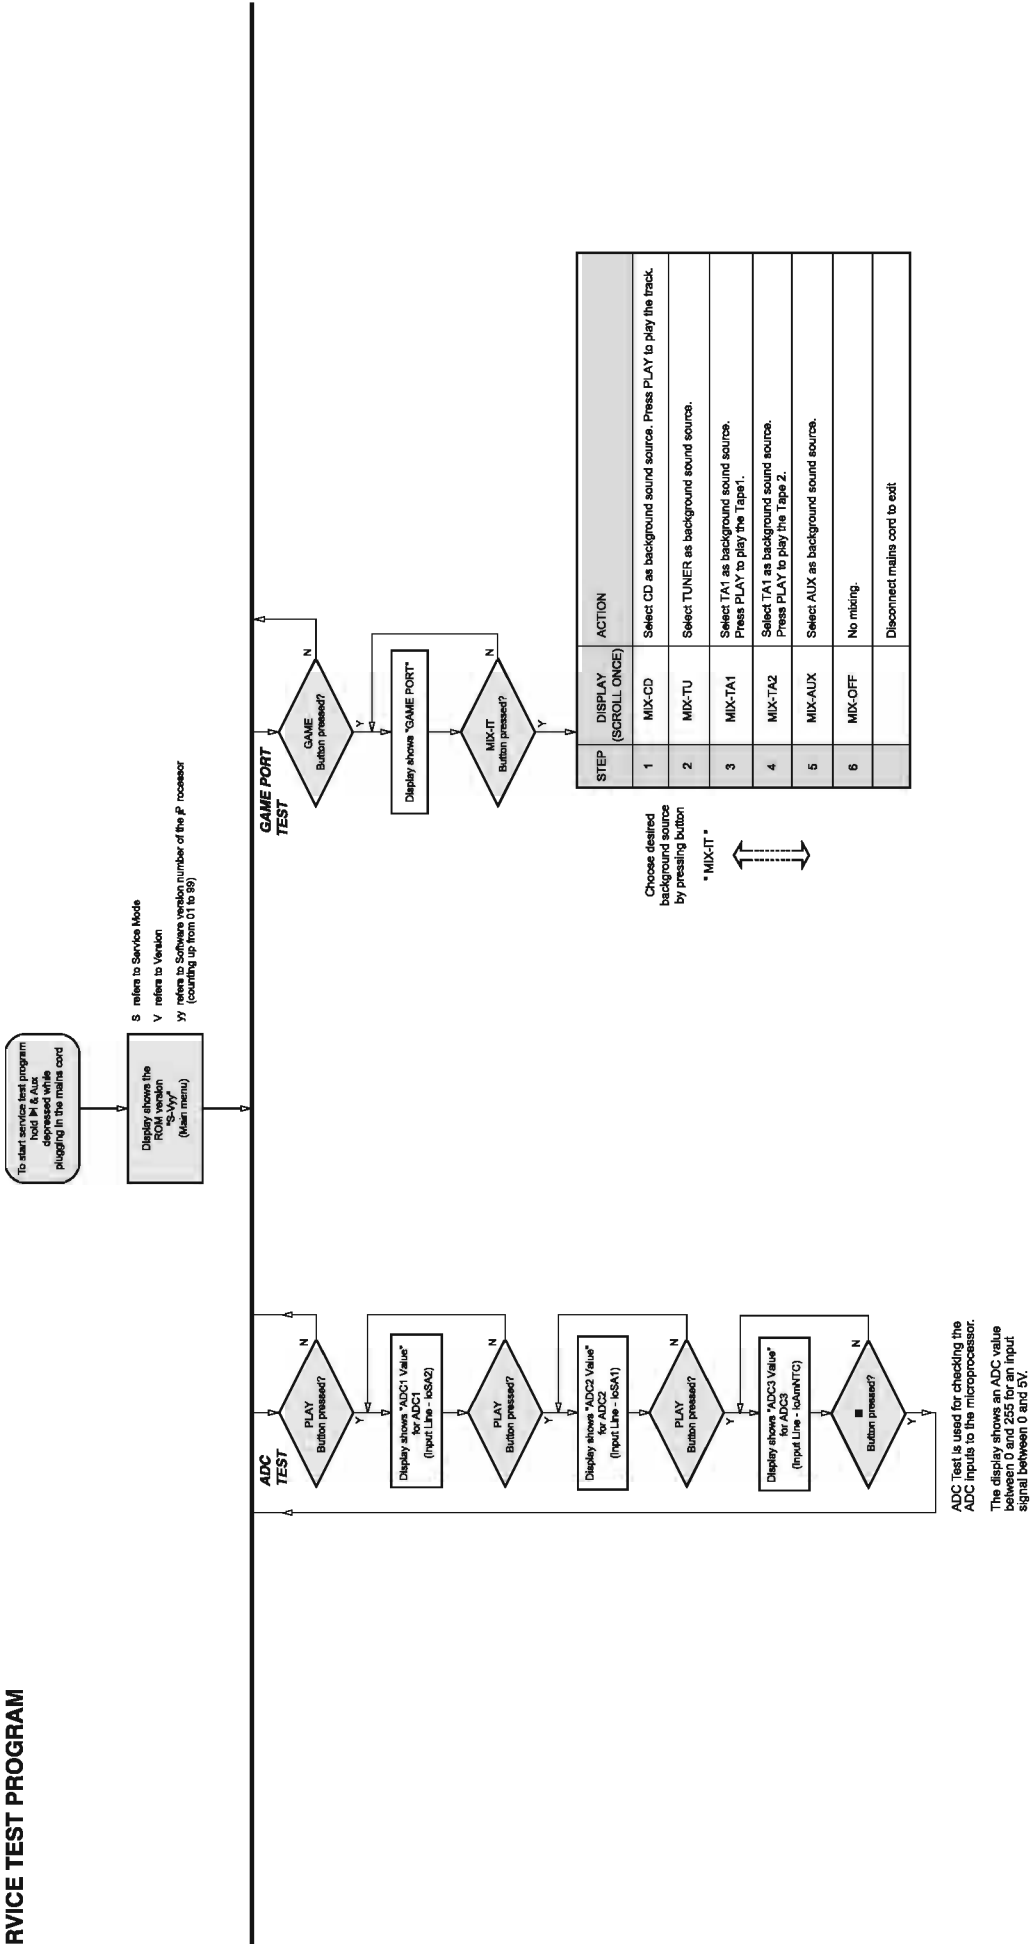 RVICE TEST PROGRAM
To start service test program
hold ▶II & Aux
depressed while
plugging in the mains cord
Display shows the
ROM version
"S-Vyy"
(Main menu)
S refers to Service Mode
V refers to Version
yy refers to Software version number of the µP rocessor
(counting up from 01 to 99)
ADC
TEST
PLAY
Button pressed?
N
Y
Display shows "ADC1 Value"
for ADC1
(Input Line - ioSA2)
PLAY
Button pressed?
N
Y
Display shows "ADC2 Value"
for ADC2
(Input Line - ioSA1)
PLAY
Button pressed?
N
Y
Display shows "ADC3 Value"
for ADC3
(Input Line - ioAmNTC)
■
Button pressed?
N
Y
ADC Test is used for checking the
ADC inputs to the microprocessor.
The display shows an ADC value
between 0 and 255 for an input
signal between 0 and 5V.
GAME PORT
TEST
GAME
Button pressed?
N
Y
Display shows "GAME PORT"
MIX-IT
Button pressed?
N
Y
Choose desired
background source
by pressing button
" MIX-IT "
STEP DISPLAY (SCROLL ONCE) ACTION
1 MIX-CD Select CD as background sound source. Press PLAY to play the track.
2 MIX-TU Select TUNER as background sound source.
3 MIX-TA1 Select TA1 as background sound source.
Press PLAY to play the Tape1.
4 MIX-TA2 Select TA1 as background sound source.
Press PLAY to play the Tape 2.
5 MIX-AUX Select AUX as background sound source.
6 MIX-OFF No mixing.
Disconnect mains cord to exit